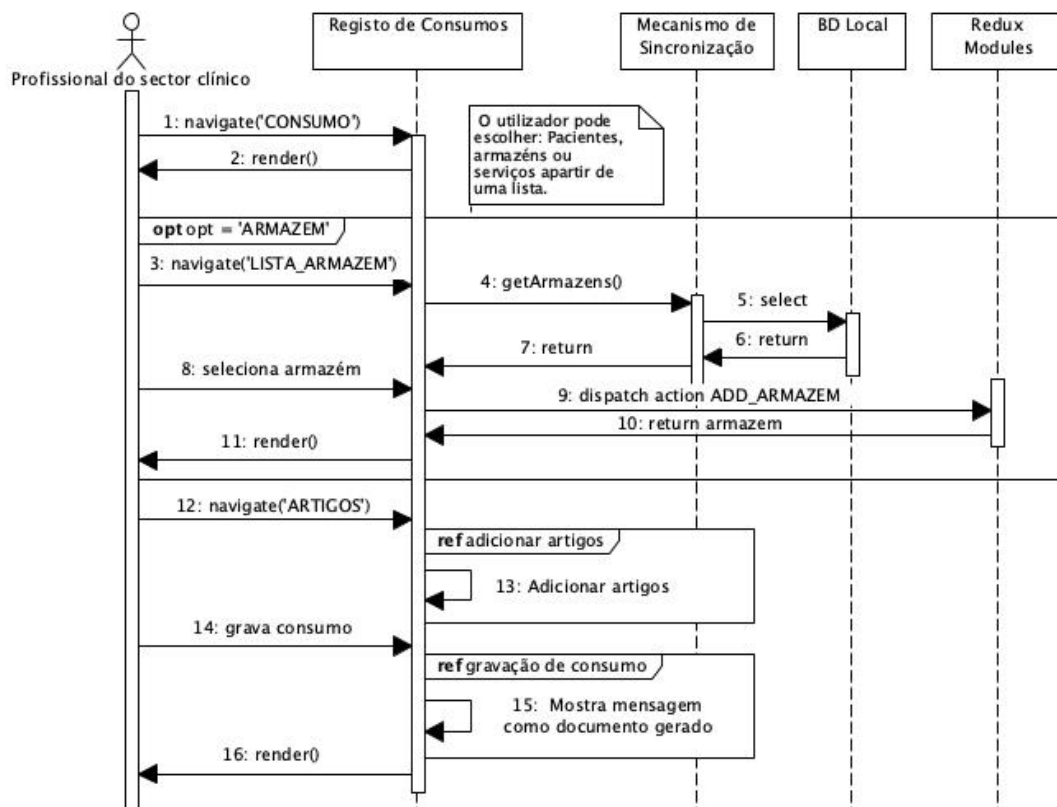 Registo de Consumos
Mecanismo de
Sincronização
BD Local
Redux
Modules
Profissional do sector clínico
1: navigate('CONSUMO')
O utilizador pode
escolher: Pacientes,
armazéns ou
serviços apartir de
uma lista.
2: render()
opt opt = 'ARMAZEM'
3: navigate('LISTA_ARMAZEM')
4: getArmazens()
5: select
6: return
7: return
8: seleciona armazém
9: dispatch action ADD_ARMAZEM
10: return armazem
11: render()
12: navigate('ARTIGOS')
ref adicionar artigos
13: Adicionar artigos
14: grava consumo
ref gravação de consumo
15: Mostra mensagem
como documento gerado
16: render()